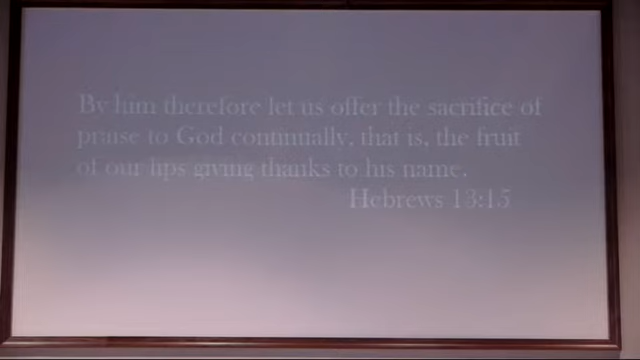 By him therefore let us offer the sacrifice of
praise to God continually, that is, the fruit
of our lips giving thanks to his name.
Hebrews 13:15